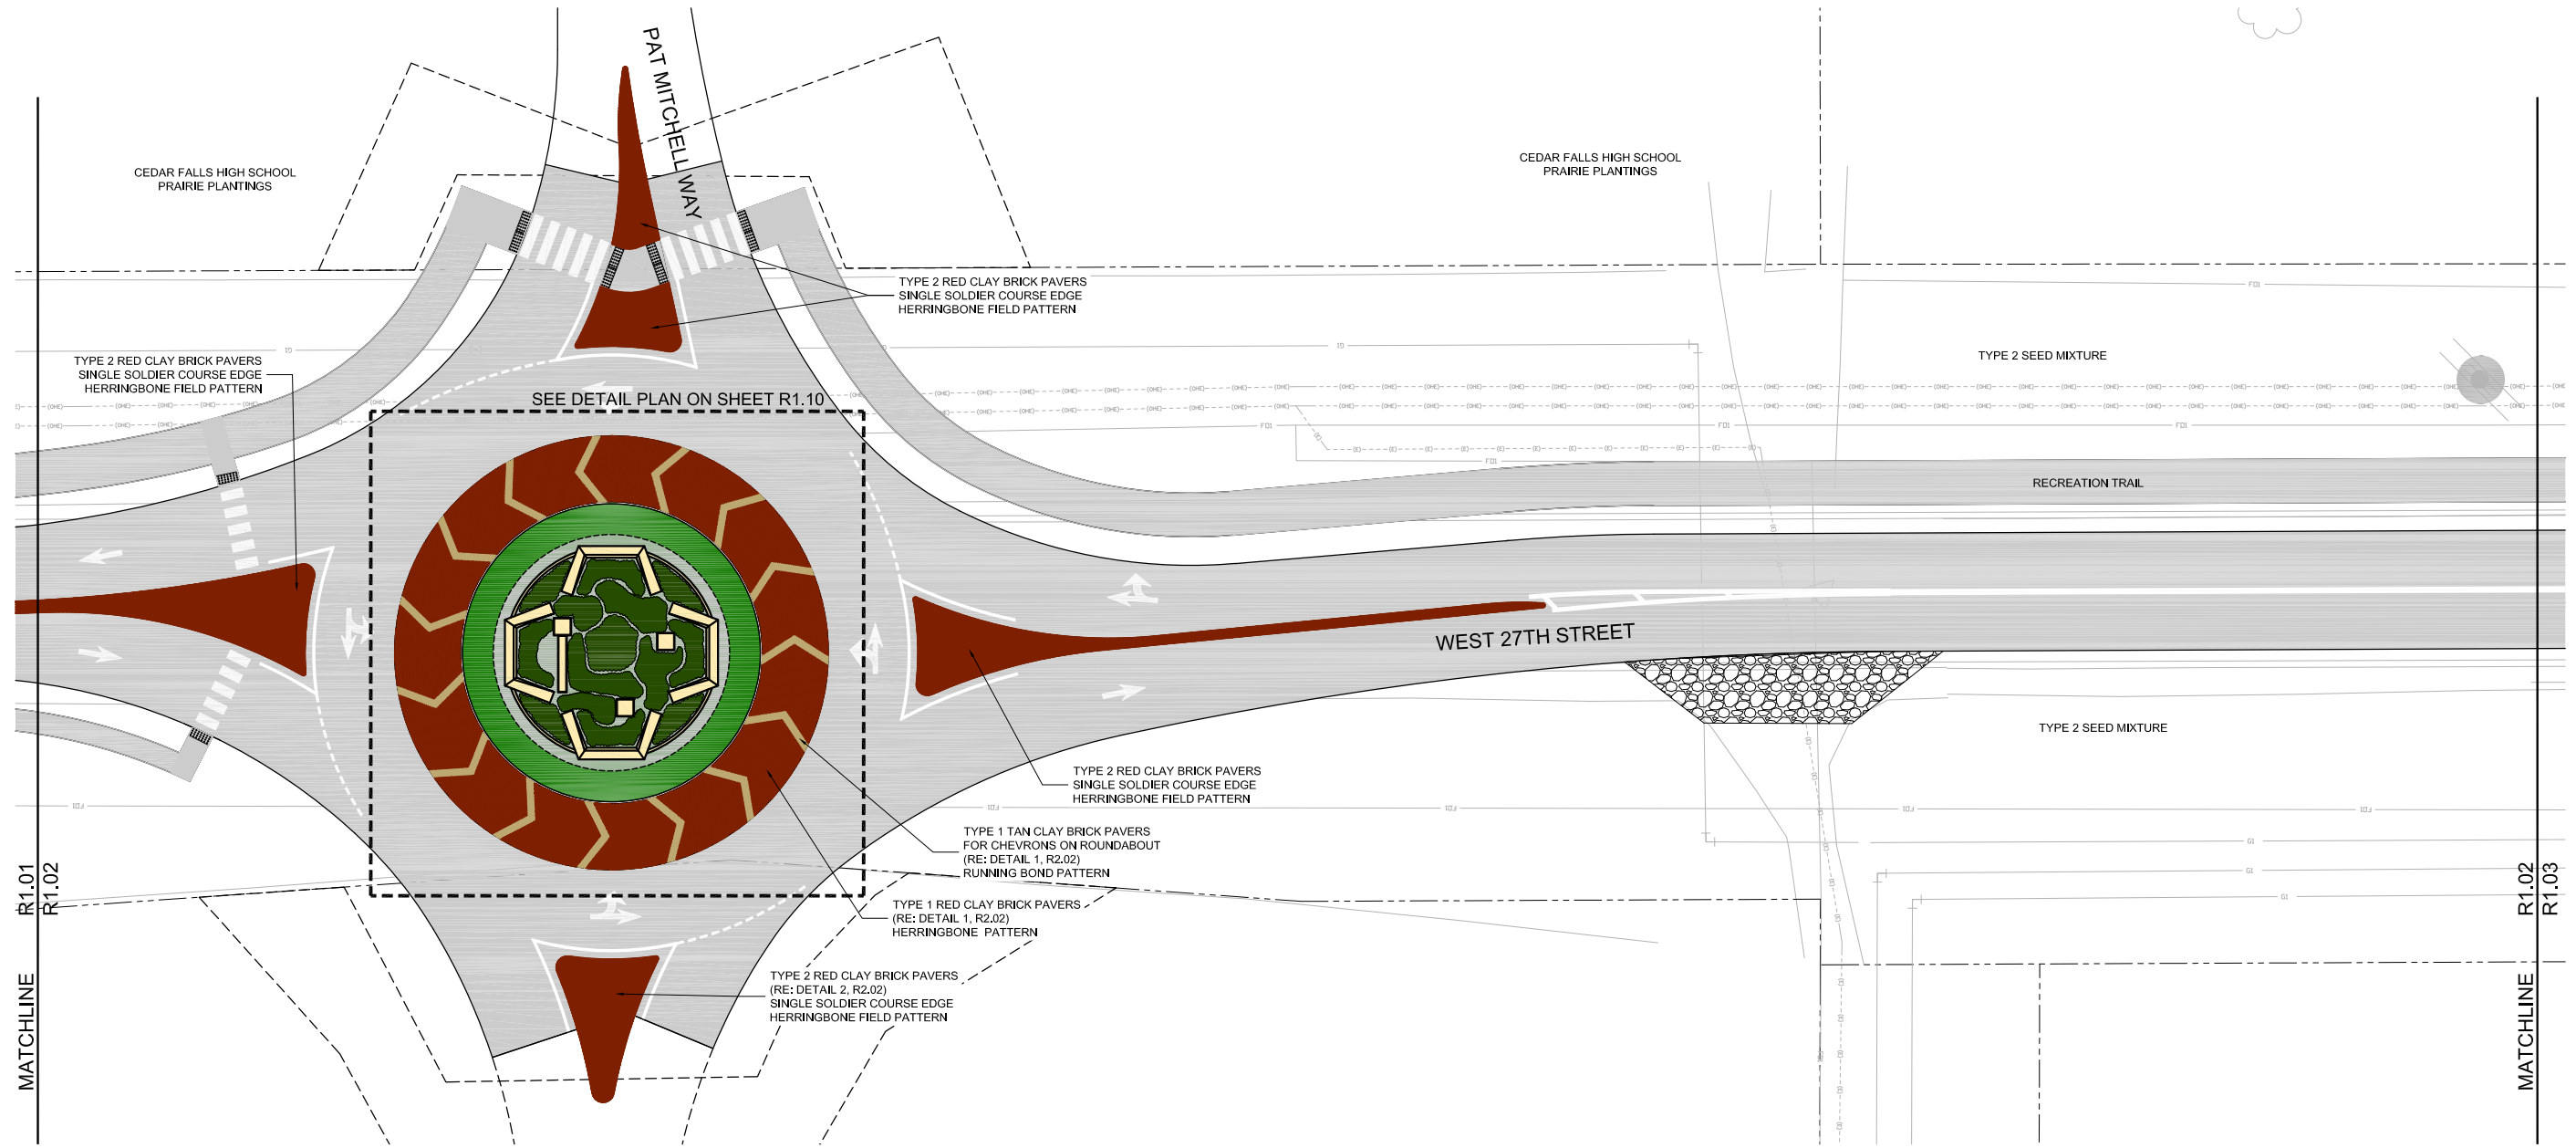 PAT MITCHELL WAY
CEDAR FALLS HIGH SCHOOL
PRAIRIE PLANTINGS
CEDAR FALLS HIGH SCHOOL
PRAIRIE PLANTINGS
TYPE 2 RED CLAY BRICK PAVERS
SINGLE SOLDIER COURSE EDGE
HERRINGBONE FIELD PATTERN
TYPE 2 RED CLAY BRICK PAVERS
SINGLE SOLDIER COURSE EDGE
HERRINGBONE FIELD PATTERN
TYPE 2 SEED MIXTURE
SEE DETAIL PLAN ON SHEET R1.10
RECREATION TRAIL
WEST 27TH STREET
TYPE 2 SEED MIXTURE
TYPE 2 RED CLAY BRICK PAVERS
SINGLE SOLDIER COURSE EDGE
HERRINGBONE FIELD PATTERN
TYPE 1 TAN CLAY BRICK PAVERS
FOR CHEVRONS ON ROUNDABOUT
(RE: DETAIL 1, R2.02)
RUNNING BOND PATTERN
TYPE 1 RED CLAY BRICK PAVERS
(RE: DETAIL 1, R2.02)
HERRINGBONE PATTERN
TYPE 2 RED CLAY BRICK PAVERS
(RE: DETAIL 2, R2.02)
SINGLE SOLDIER COURSE EDGE
HERRINGBONE FIELD PATTERN
MATCHLINE R1.01
R1.02
MATCHLINE R1.02
R1.03